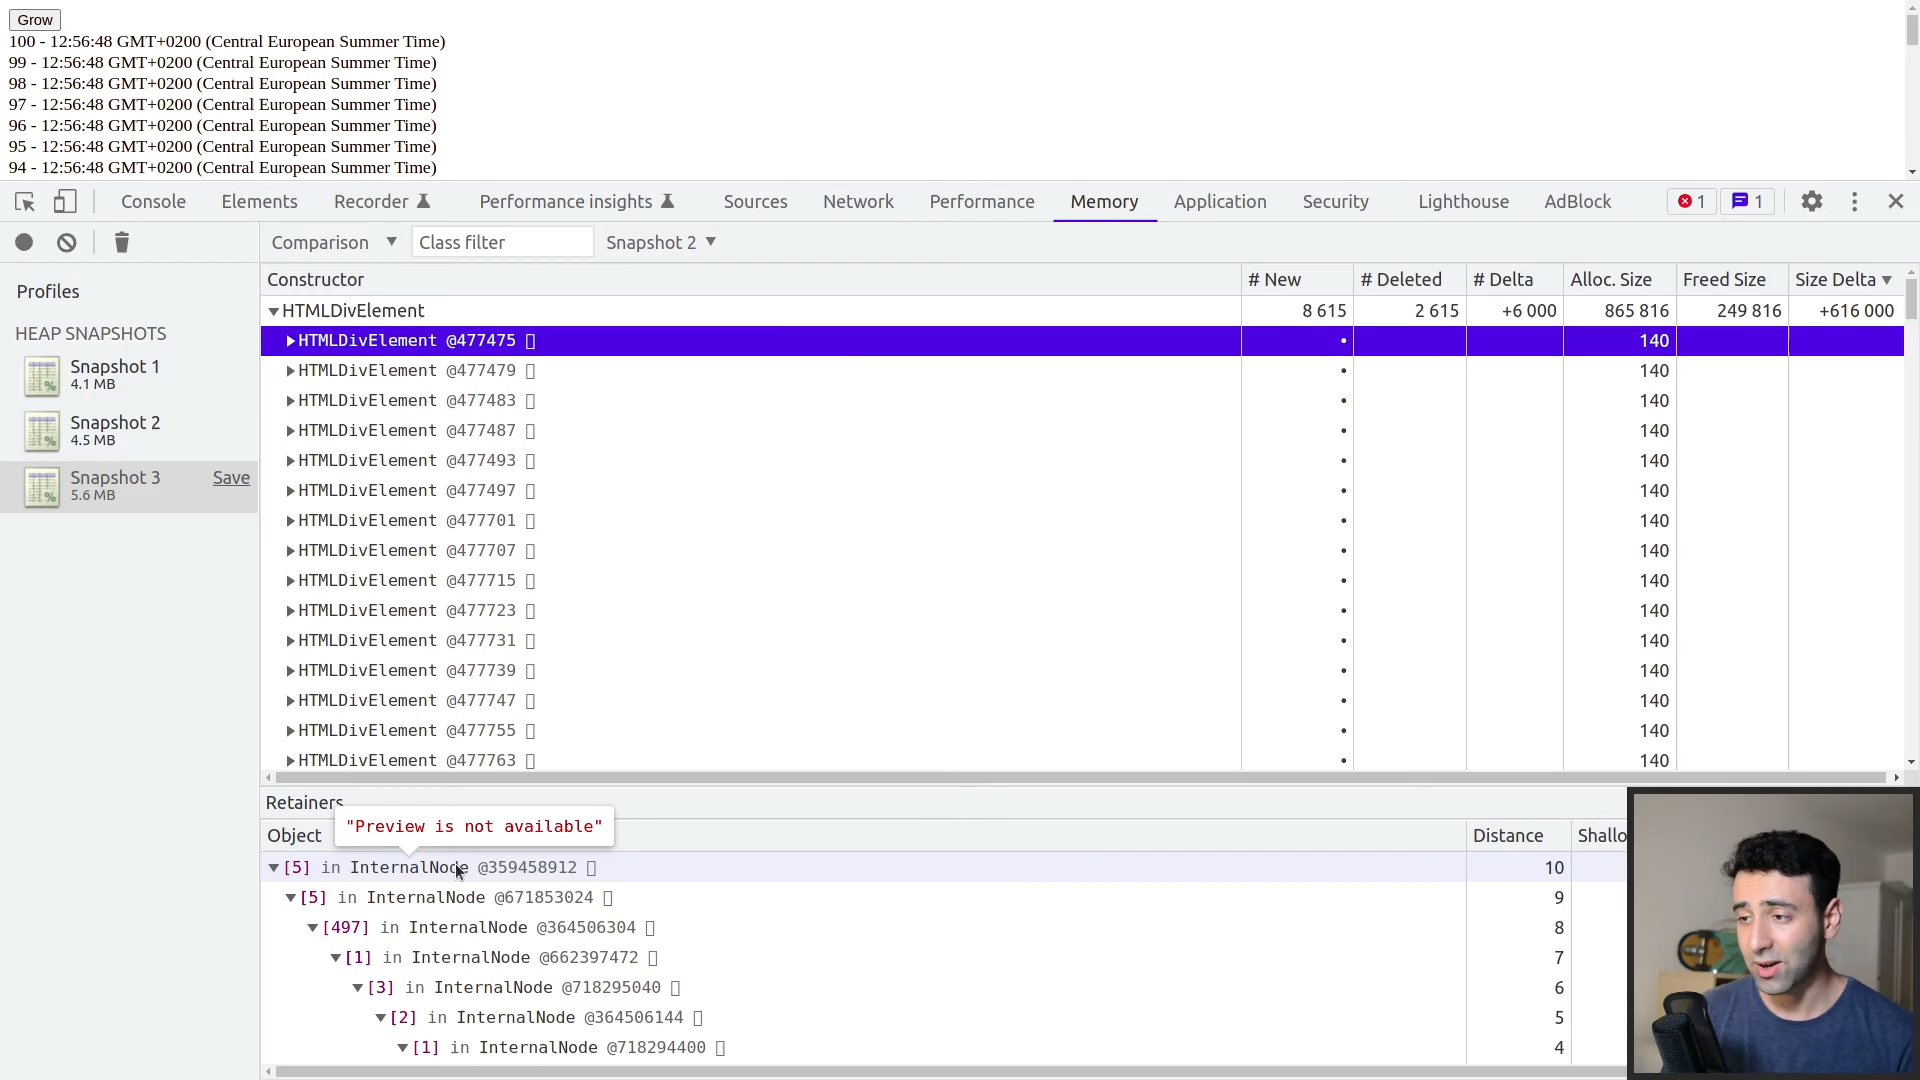 Grow
100 - 12:56:48 GMT+0200 (Central European Summer Time)
99 - 12:56:48 GMT+0200 (Central European Summer Time)
98 - 12:56:48 GMT+0200 (Central European Summer Time)
97 - 12:56:48 GMT+0200 (Central European Summer Time)
96 - 12:56:48 GMT+0200 (Central European Summer Time)
95 - 12:56:48 GMT+0200 (Central European Summer Time)
94 - 12:56:48 GMT+0200 (Central European Summer Time)
Console Elements Recorder Performance insights Sources Network Performance Memory Application Security Lighthouse AdBlock 1 1
Comparison Class filter Snapshot 2
Profiles
HEAP SNAPSHOTS
Snapshot 1
4.1 MB
Snapshot 2
4.5 MB
Snapshot 3 Save
5.6 MB
Constructor # New # Deleted # Delta Alloc. Size Freed Size Size Delta
HTMLDivElement 8 615 2 615 +6 000 865 816 249 816 +616 000
HTMLDivElement @477475 • 140
HTMLDivElement @477479 • 140
HTMLDivElement @477483 • 140
HTMLDivElement @477487 • 140
HTMLDivElement @477493 • 140
HTMLDivElement @477497 • 140
HTMLDivElement @477701 • 140
HTMLDivElement @477707 • 140
HTMLDivElement @477715 • 140
HTMLDivElement @477723 • 140
HTMLDivElement @477731 • 140
HTMLDivElement @477739 • 140
HTMLDivElement @477747 • 140
HTMLDivElement @477755 • 140
HTMLDivElement @477763 • 140
Retainers
"Preview is not available"
Object Distance Shallo
[5] in InternalNode @359458912 10
[5] in InternalNode @671853024 9
[497] in InternalNode @364506304 8
[1] in InternalNode @662397472 7
[3] in InternalNode @718295040 6
[2] in InternalNode @364506144 5
[1] in InternalNode @718294400 4